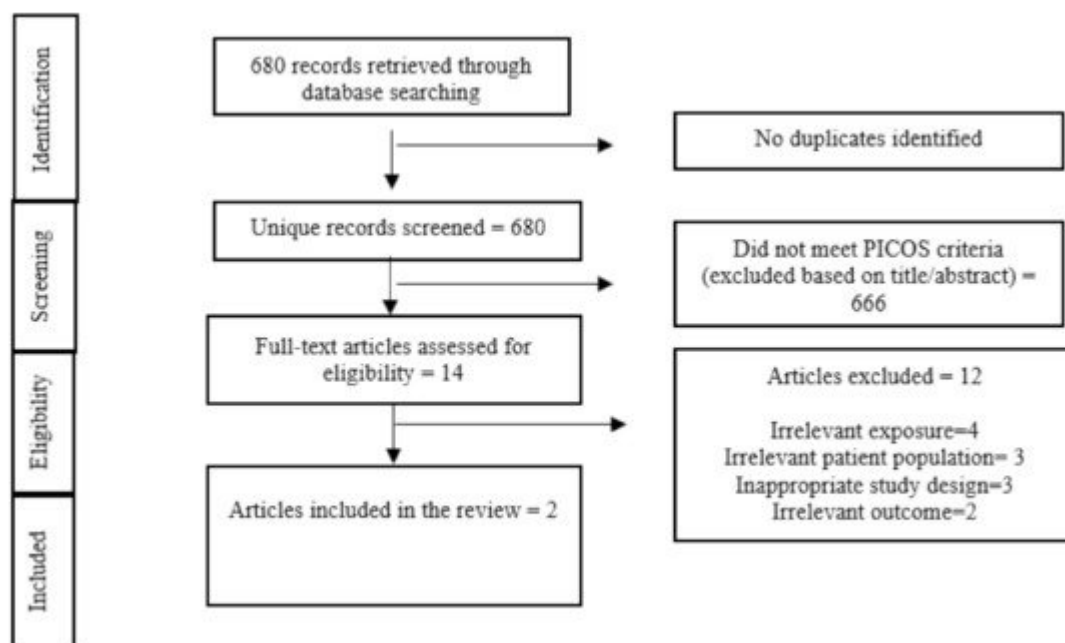 Identification
680 records retrieved through
database searching
No duplicates identified
Screening
Unique records screened = 680
Did not meet PICOS criteria
(excluded based on title/abstract) =
666
Eligibility
Full-text articles assessed for
eligibility = 14
Articles excluded = 12
Irrelevant exposure=4
Irrelevant patient population= 3
Inappropriate study design=3
Irrelevant outcome=2
Included
Articles included in the review = 2